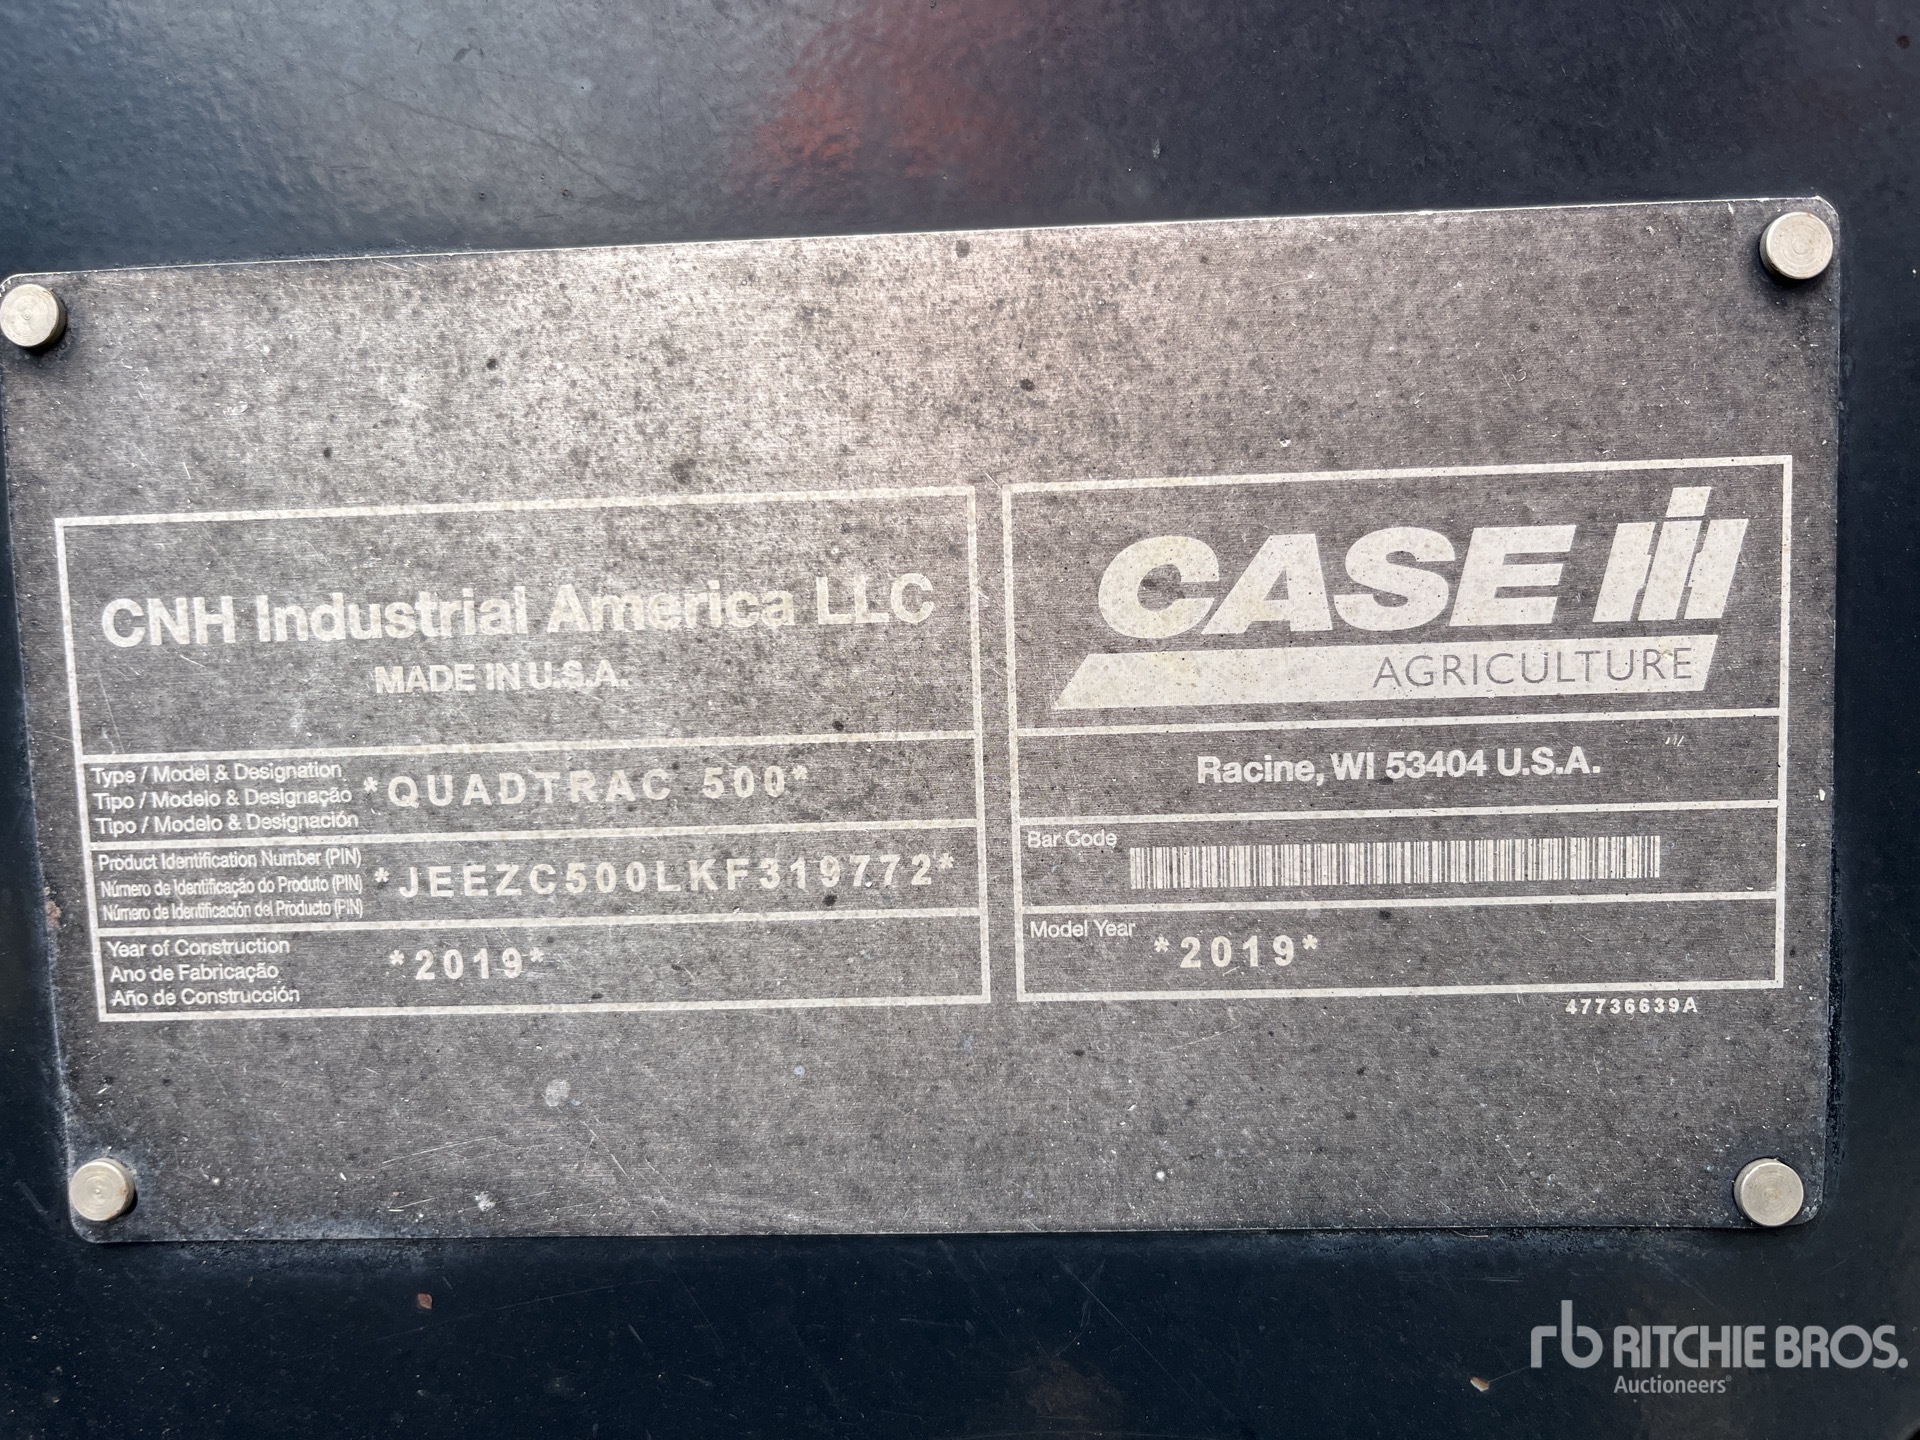 CNH Industrial America LLC
MADE IN U.S.A.
Type / Model & Designation
Tipo / Modelo & Designação
Tipo / Modelo & Designación
*QUADTRAC 500*
Product Identification Number (PIN)
Número de Identificação do Produto (PIN)
Número de Identificación del Producto (PIN)
*JEEZC500LKF319772*
Year of Construction
Ano de Fabricação
Año de Construcción
*2019*
CASE IH
AGRICULTURE
Racine, WI 53404 U.S.A.
Bar Code
Model Year
*2019*
47736639A
rb RITCHIE BROS.
Auctioneers